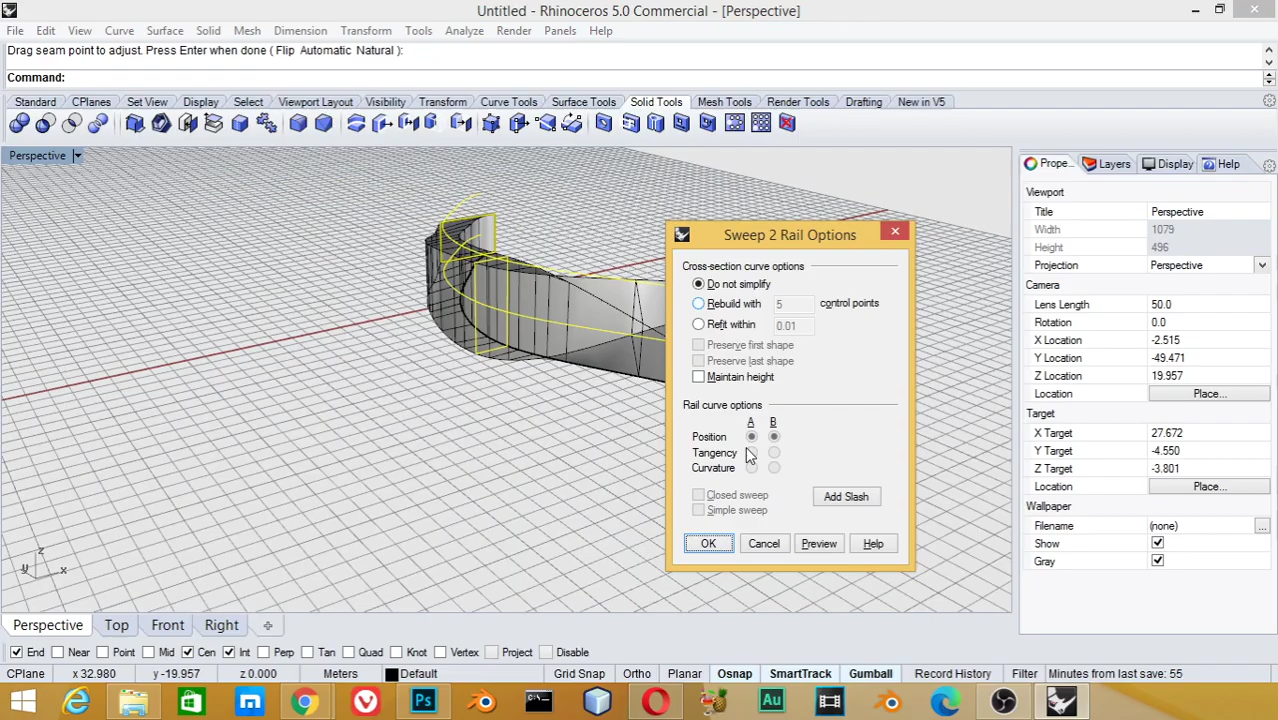 Untitled - Rhinoceros 5.0 Commercial - [Perspective]
File Edit View Curve Surface Solid Mesh Dimension Transform Tools Analyze Render Panels Help
Drag seam point to adjust. Press Enter when done ( Flip Automatic Natural ):
Command:
Standard CPlanes Set View Display Select Viewport Layout Visibility Transform Curve Tools Surface Tools Solid Tools Mesh Tools Render Tools Drafting New in V5
Perspective
Prope... Layers Display Help
Viewport
Title Perspective
Width 1079
Height 496
Projection Perspective
Camera
Lens Length 50.0
Rotation 0.0
X Location -2.515
Y Location -49.471
Z Location 19.957
Location Place...
Target
X Target 27.672
Y Target -4.550
Z Target -3.801
Location Place...
Wallpaper
Filename (none) ...
Show
Gray
Sweep 2 Rail Options
Cross-section curve options
Do not simplify
Rebuild with 5 control points
Refit within 0.01
Preserve first shape
Preserve last shape
Maintain height
Rail curve options
A B
Position
Tangency
Curvature
Closed sweep
Simple sweep
Add Slash
OK Cancel Preview Help
z
y x
Perspective Top Front Right
End Near Point Mid Cen Int Perp Tan Quad Knot Vertex Project Disable
CPlane x 32.980 y -19.957 z 0.000 Meters Default Grid Snap Ortho Planar Osnap SmartTrack Gumball Record History Filter Minutes from last save: 55
Ps Au